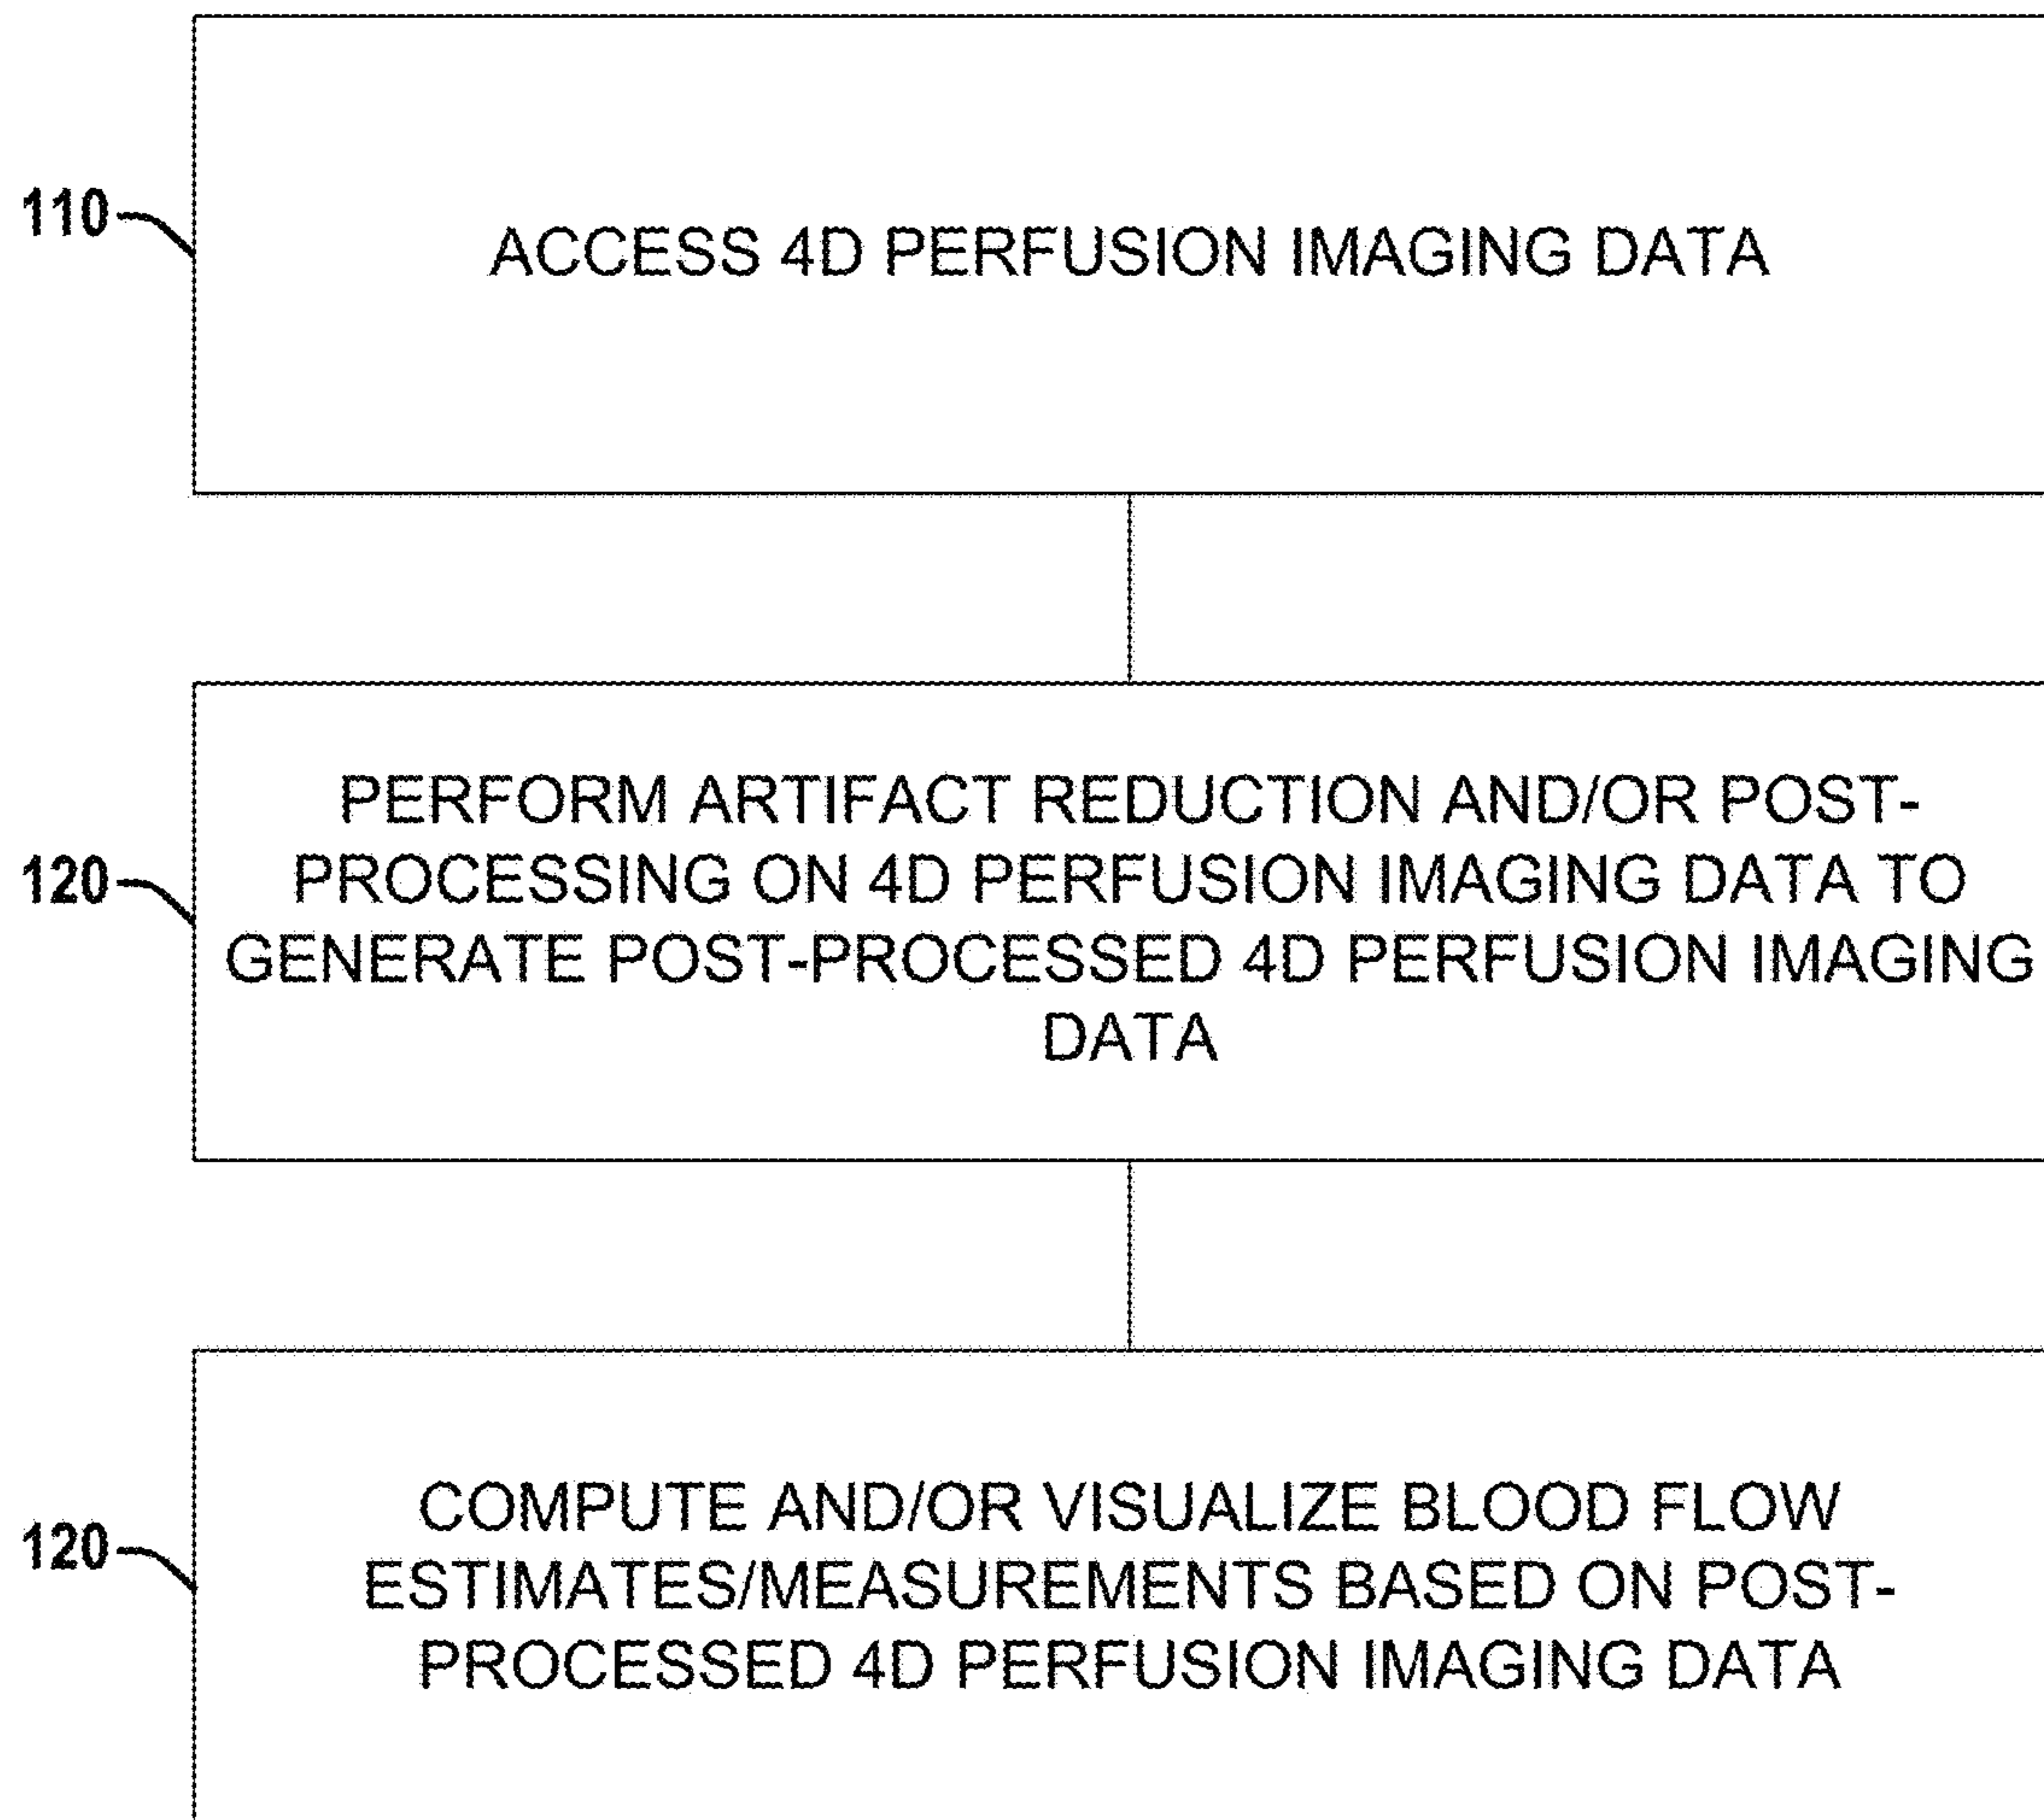 110
ACCESS 4D PERFUSION IMAGING DATA
120
PERFORM ARTIFACT REDUCTION AND/OR POST-
PROCESSING ON 4D PERFUSION IMAGING DATA TO
GENERATE POST-PROCESSED 4D PERFUSION IMAGING
DATA
120
COMPUTE AND/OR VISUALIZE BLOOD FLOW
ESTIMATES/MEASUREMENTS BASED ON POST-
PROCESSED 4D PERFUSION IMAGING DATA